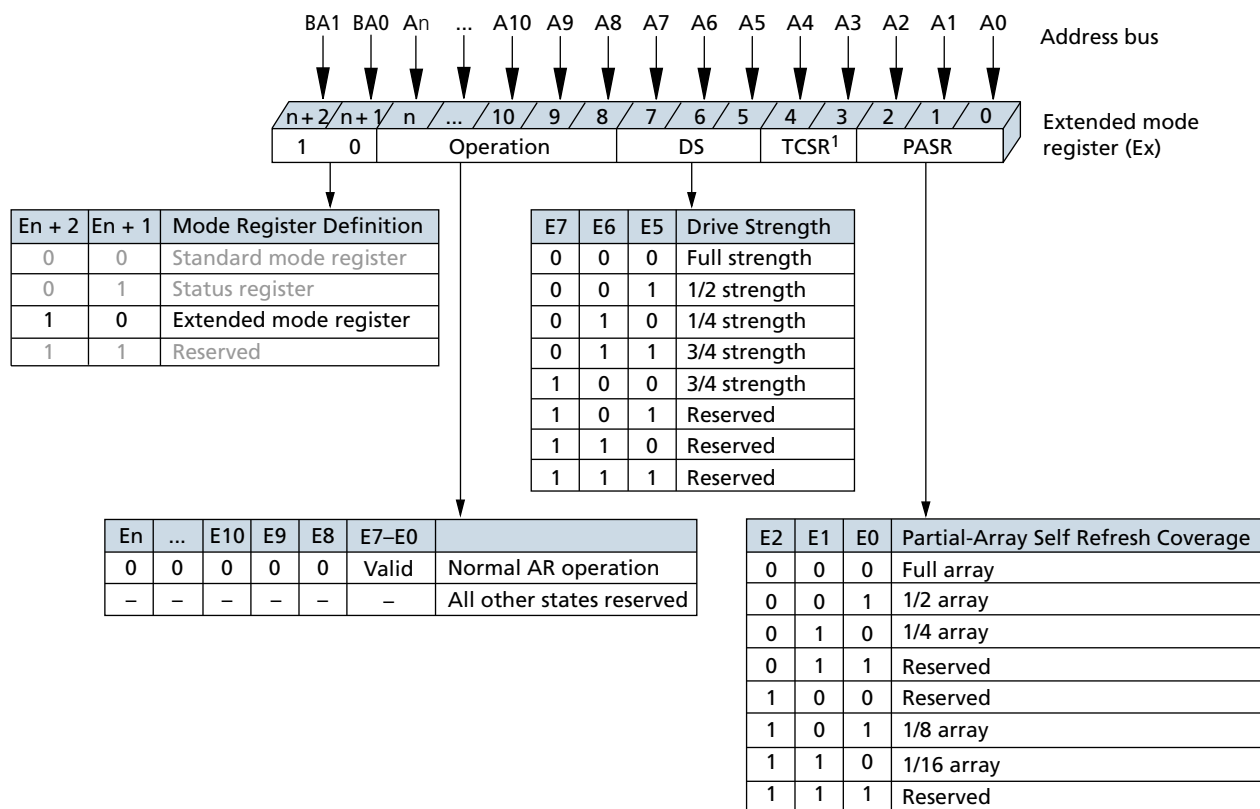 BA1 BA0 An ... A10 A9 A8 A7 A6 A5 A4 A3 A2 A1 A0
Address bus
n + 2 n + 1 n ... 10 9 8 7 6 5 4 3 2 1 0
Extended mode
register (Ex)
1 0 Operation DS TCSR1 PASR
En + 2 En + 1 Mode Register Definition
0 0 Standard mode register
0 1 Status register
1 0 Extended mode register
1 1 Reserved
E7 E6 E5 Drive Strength
0 0 0 Full strength
0 0 1 1/2 strength
0 1 0 1/4 strength
0 1 1 3/4 strength
1 0 0 3/4 strength
1 0 1 Reserved
1 1 0 Reserved
1 1 1 Reserved
En ... E10 E9 E8 E7–E0
0 0 0 0 0 Valid Normal AR operation
– – – – – – All other states reserved
E2 E1 E0 Partial-Array Self Refresh Coverage
0 0 0 Full array
0 0 1 1/2 array
0 1 0 1/4 array
0 1 1 Reserved
1 0 0 Reserved
1 0 1 1/8 array
1 1 0 1/16 array
1 1 1 Reserved